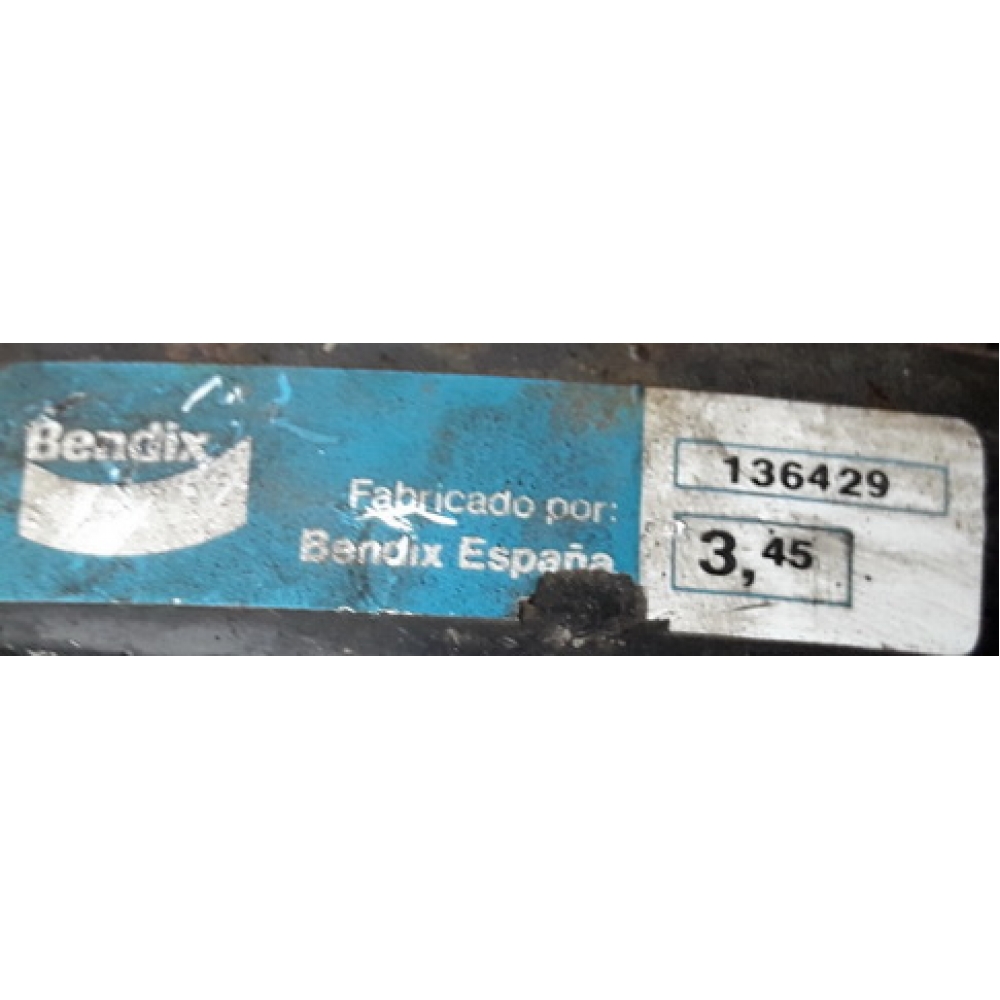 Bendix
Fabricado por:
Bendix España
136429
3,45